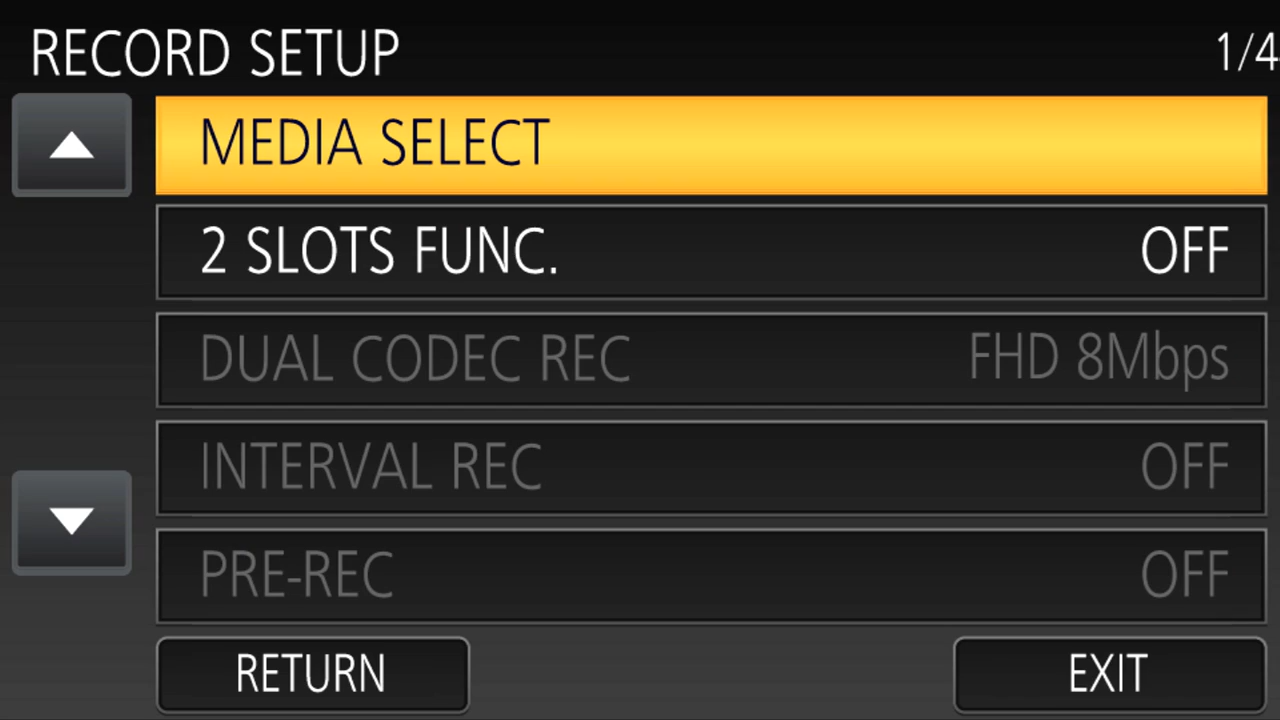 RECORD SETUP 1/4
MEDIA SELECT
2 SLOTS FUNC. OFF
DUAL CODEC REC FHD 8Mbps
INTERVAL REC OFF
PRE-REC OFF
RETURN EXIT